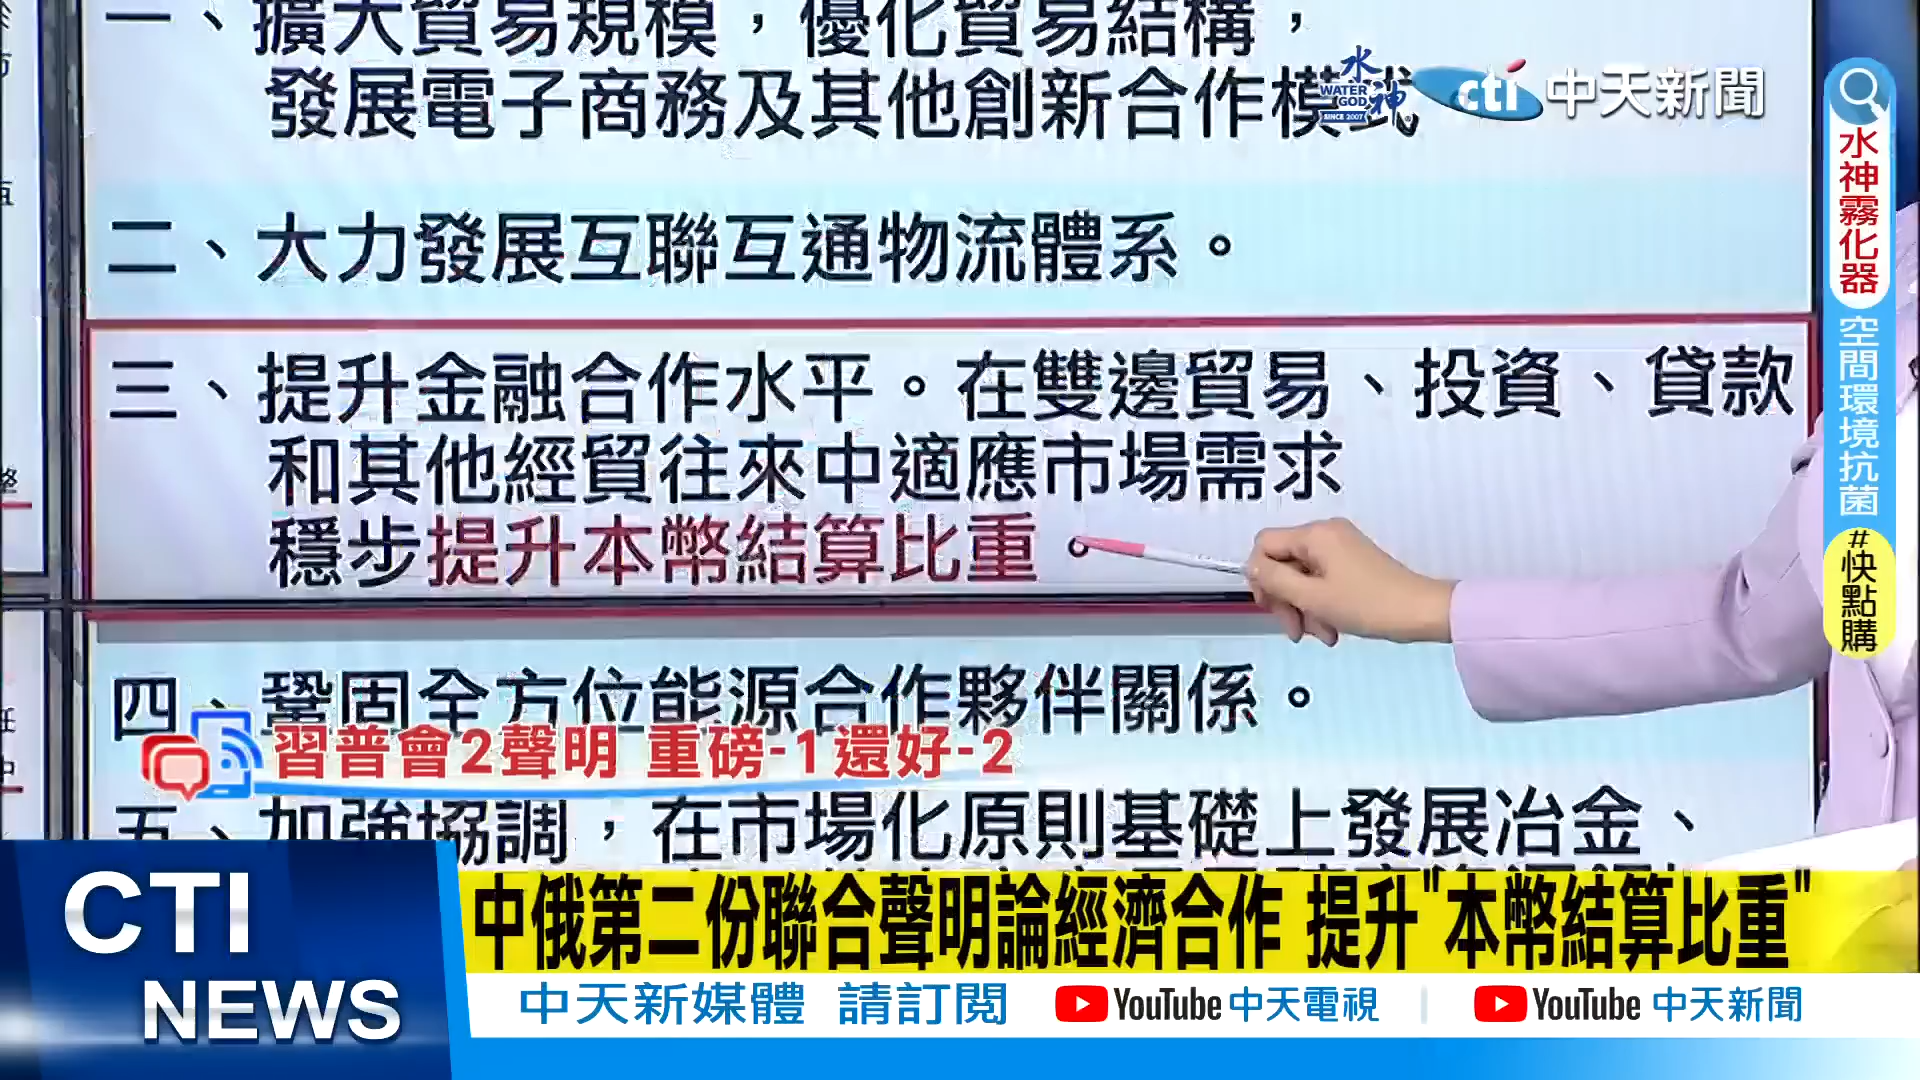 一、擴大貿易規模，優化貿易結構，
發展電子商務及其他創新合作模式
二、大力發展互聯互通物流體系。
三、提升金融合作水平。在雙邊貿易、投資、貸款
和其他經貿往來中適應市場需求
穩步提升本幣結算比重。
四、鞏固全方位能源合作夥伴關係。
五、加強協調，在市場化原則基礎上發展冶金、
水神
WATER GOD
SINCE 2007
cti 中天新聞
水神霧化器
空間環境抗菌
#快點購
習普會2聲明 重磅-1還好-2
CTI NEWS
中俄第二份聯合聲明論經濟合作 提升"本幣結算比重"
中天新媒體 請訂閱 YouTube 中天電視 | YouTube 中天新聞